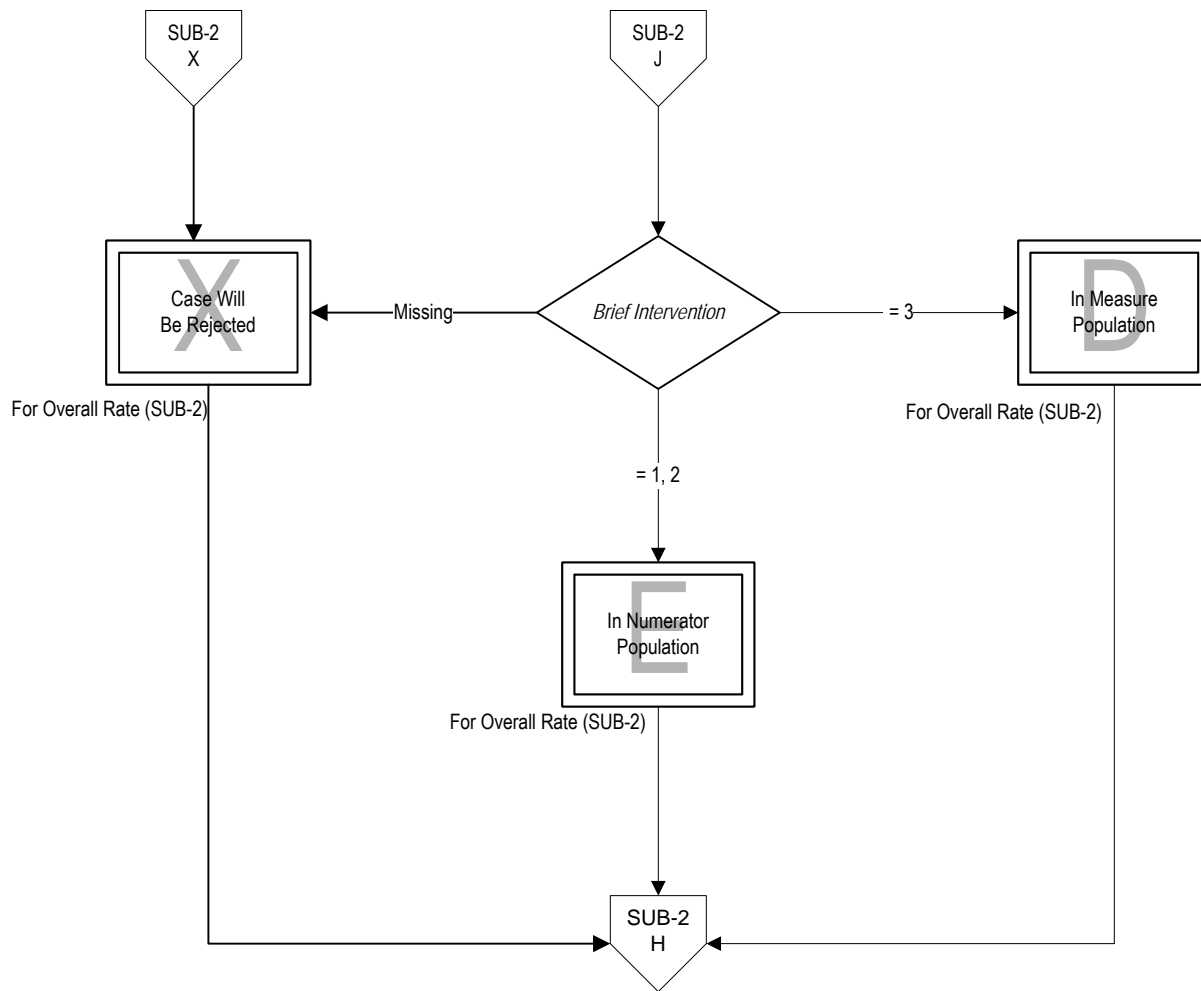 SUB-2
X
SUB-2
J
X
Case Will
Be Rejected
Missing
Brief Intervention
= 3
D
In Measure
Population
For Overall Rate (SUB-2)
For Overall Rate (SUB-2)
= 1, 2
E
In Numerator
Population
For Overall Rate (SUB-2)
SUB-2
H